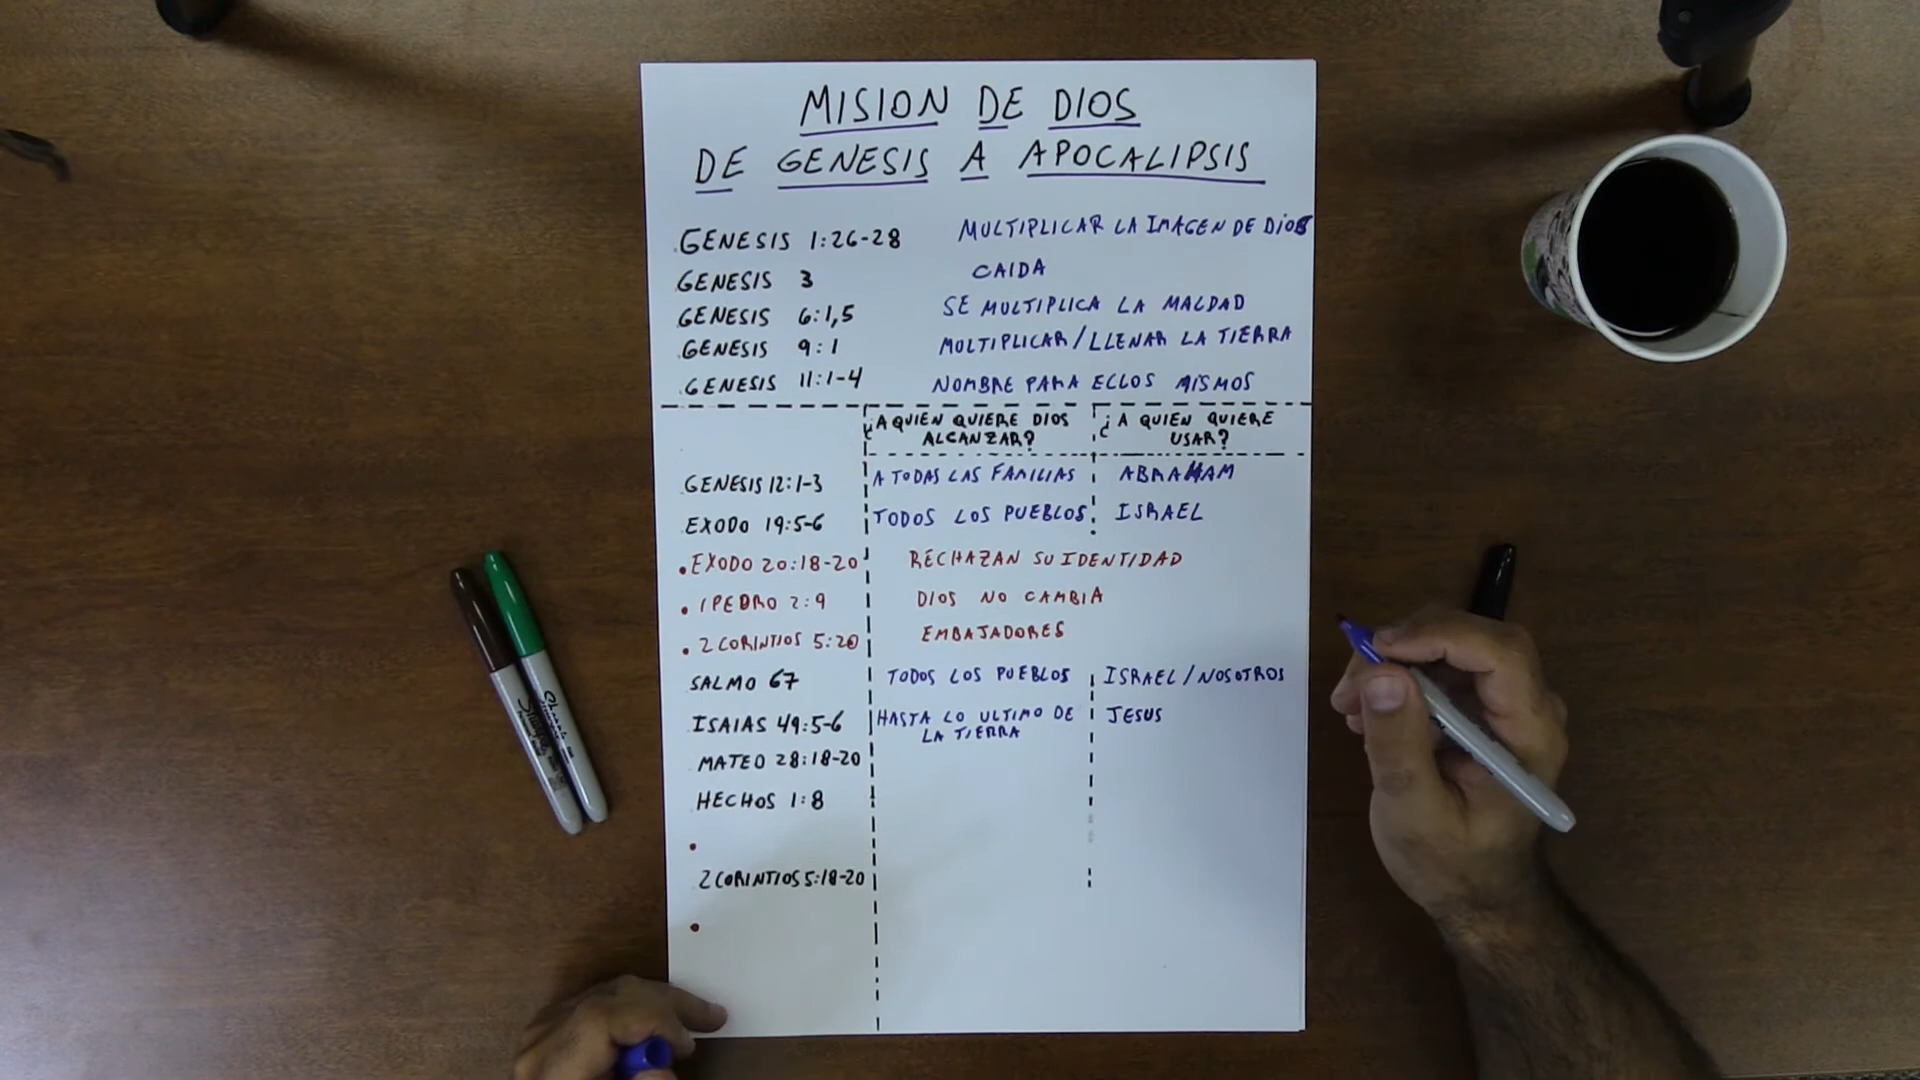 MISION DE DIOS
DE GENESIS A APOCALIPSIS
GENESIS 1:26-28 MULTIPLICAR LA IMAGEN DE DIOS
GENESIS 3 CAIDA
GENESIS 6:1,5 SE MULTIPLICA LA MALDAD
GENESIS 9:1 MULTIPLICAR/LLENAR LA TIERRA
GENESIS 11:1-4 NOMBRE PARA ELLOS MISMOS
¿A QUIEN QUIERE DIOS
ALCANZAR?
¿A QUIEN QUIERE
USAR?
GENESIS 12:1-3 A TODAS LAS FAMILIAS ABRAHAM
EXODO 19:5-6 TODOS LOS PUEBLOS ISRAEL
• EXODO 20:18-20 RECHAZAN SU IDENTIDAD
• 1 PEDRO 2:9 DIOS NO CAMBIA
• 2 CORINTIOS 5:20 EMBAJADORES
SALMO 67 TODOS LOS PUEBLOS ISRAEL/NOSOTROS
ISAIAS 49:5-6 HASTA LO ULTIMO DE JESUS
LA TIERRA
MATEO 28:18-20
HECHOS 1:8
•
2 CORINTIOS 5:18-20
•